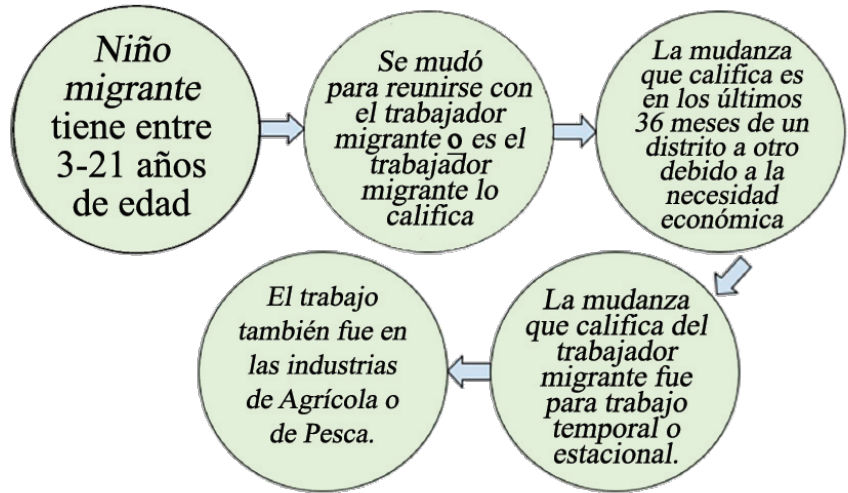 Niño
migrante
tiene entre
3-21 años
de edad
Se mudó
para reunirse con
el trabajador
migrante o es el
trabajador
migrante lo
califica
La mudanza
que califica es
en los últimos
36 meses de un
distrito a otro
debido a la
necesidad
económica
La mudanza
que califica del
trabajador
migrante fue
para trabajo
temporal o
estacional.
El trabajo
también fue en
las industrias
de Agrícola o
de Pesca.